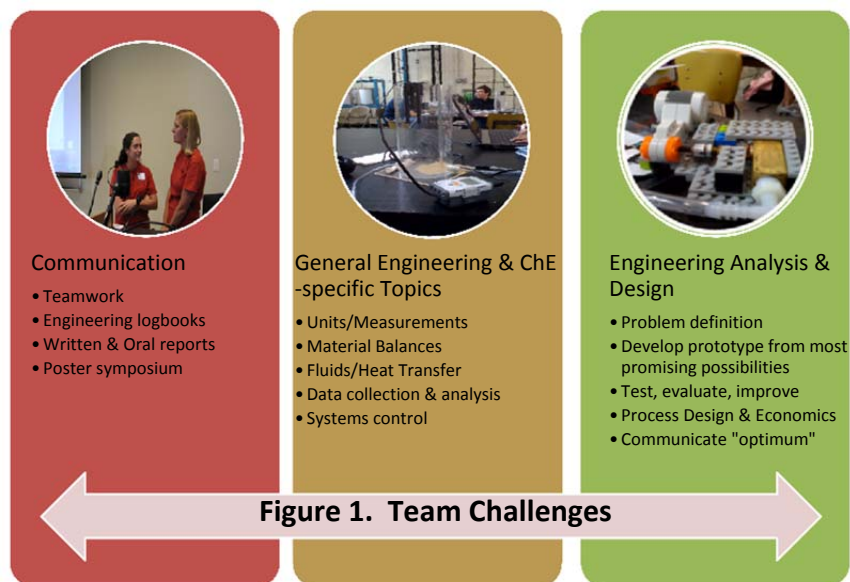 Communication
• Teamwork
• Engineering logbooks
• Written & Oral reports
• Poster symposium
General Engineering & ChE
-specific Topics
• Units/Measurements
• Material Balances
• Fluids/Heat Transfer
• Data collection & analysis
• Systems control
Engineering Analysis &
Design
• Problem definition
• Develop prototype from most
promising possibilities
• Test, evaluate, improve
• Process Design & Economics
• Communicate "optimum"
Figure 1.  Team Challenges